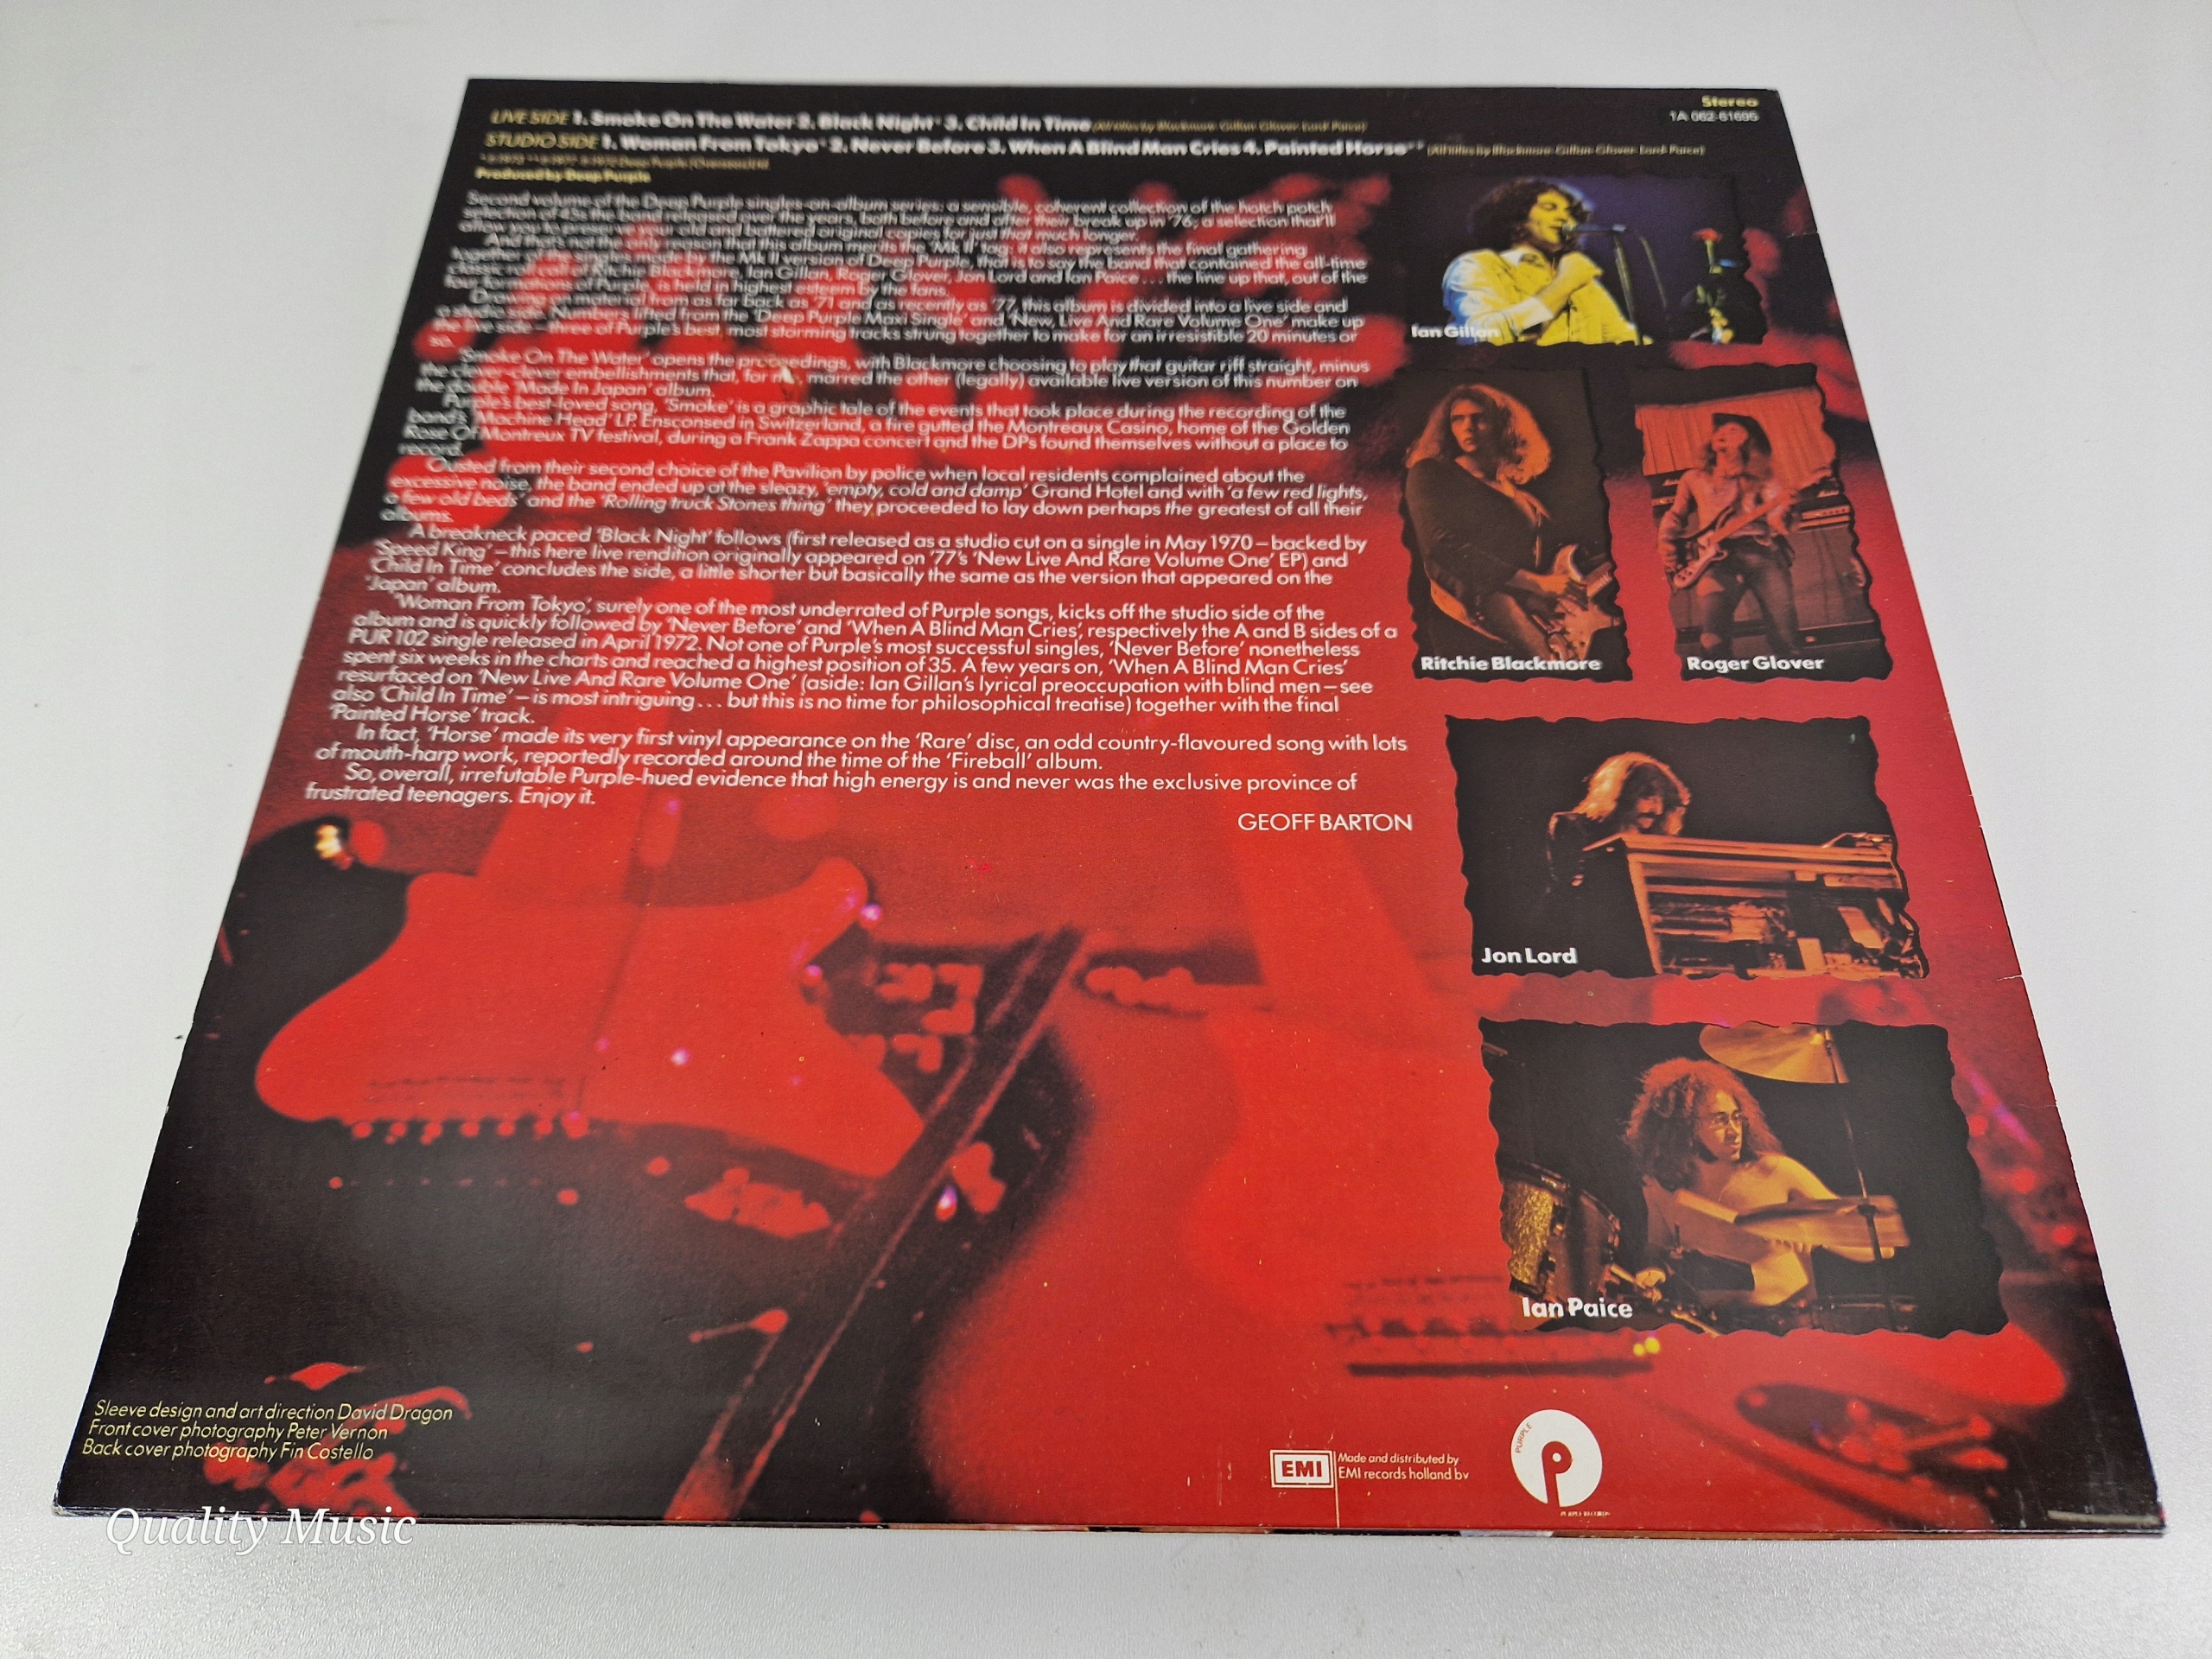 LIVE SIDE 1. Smoke On The Water 2. Black Night* 3. Child In Time (All titles by Blackmore-Gillan-Glover-Lord-Paice)
STUDIO SIDE 1. Woman From Tokyo* 2. Never Before 3. When A Blind Man Cries 4. Painted Horse** (All titles by Blackmore-Gillan-Glover-Lord-Paice)
Produced by Deep Purple
Stereo
1A 062-61695
Second volume of the Deep Purple singles-on-album series: a sensible, coherent collection of the hotch potch
selection of 45s the band released over the years, both before and after their break up in '76; a selection that'll
allow you to preserve your old and battered original copies for just that much longer.
And that's not the only reason that this album merits the 'Mk II' tag: it also represents the final gathering
together of singles made by the Mk II version of Deep Purple, that is to say the band that contained the all-time
classic roll call of Ritchie Blackmore, Ian Gillan, Roger Glover, Jon Lord and Ian Paice... the line up that, out of the
four formations of Purple, is held in highest esteem by the fans.
Drawing on material from as far back as '71 and as recently as '77, this album is divided into a live side and
a studio side. Numbers lifted from the 'Deep Purple Maxi Single' and 'New, Live And Rare Volume One' make up
the live side – three of Purple's best, most storming tracks strung together to make for an irresistible 20 minutes or
so.
'Smoke On The Water' opens the proceedings, with Blackmore choosing to play that guitar riff straight, minus
the clever-clever embellishments that, for me, marred the other (legally) available live version of this number on
the double 'Made In Japan' album.
Purple's best-loved song, 'Smoke' is a graphic tale of the events that took place during the recording of the
band's 'Machine Head' LP. Ensconsed in Switzerland, a fire gutted the Montreaux Casino, home of the Golden
Rose Of Montreux TV festival, during a Frank Zappa concert and the DPs found themselves without a place to
record.
Ousted from their second choice of the Pavilion by police when local residents complained about the
excessive noise, the band ended up at the sleazy, 'empty, cold and damp' Grand Hotel and with 'a few red lights,
a few old beds' and the 'Rolling truck Stones thing' they proceeded to lay down perhaps the greatest of all their
albums.
A breakneck paced 'Black Night' follows (first released as a studio cut on a single in May 1970 – backed by
'Speed King' – this here live rendition originally appeared on '77's 'New Live And Rare Volume One' EP) and
'Child In Time' concludes the side, a little shorter but basically the same as the version that appeared on the
'Japan' album.
'Woman From Tokyo', surely one of the most underrated of Purple songs, kicks off the studio side of the
album and is quickly followed by 'Never Before' and 'When A Blind Man Cries', respectively the A and B sides of a
PUR 102 single released in April 1972. Not one of Purple's most successful singles, 'Never Before' nonetheless
spent six weeks in the charts and reached a highest position of 35. A few years on, 'When A Blind Man Cries'
resurfaced on 'New Live And Rare Volume One' (aside: Ian Gillan's lyrical preoccupation with blind men – see
also 'Child In Time' – is most intriguing... but this is no time for philosophical treatise) together with the final
'Painted Horse' track.
In fact, 'Horse' made its very first vinyl appearance on the 'Rare' disc, an odd country-flavoured song with lots
of mouth-harp work, reportedly recorded around the time of the 'Fireball' album.
So, overall, irrefutable Purple-hued evidence that high energy is and never was the exclusive province of
frustrated teenagers. Enjoy it.
GEOFF BARTON
Ian Gillan
Ritchie Blackmore
Roger Glover
Jon Lord
Ian Paice
Sleeve design and art direction David Dragon
Front cover photography Peter Vernon
Back cover photography Fin Costello
EMI
Made and distributed by
EMI records holland bv
PURPLE
PURPLE RECORDS
Quality Music